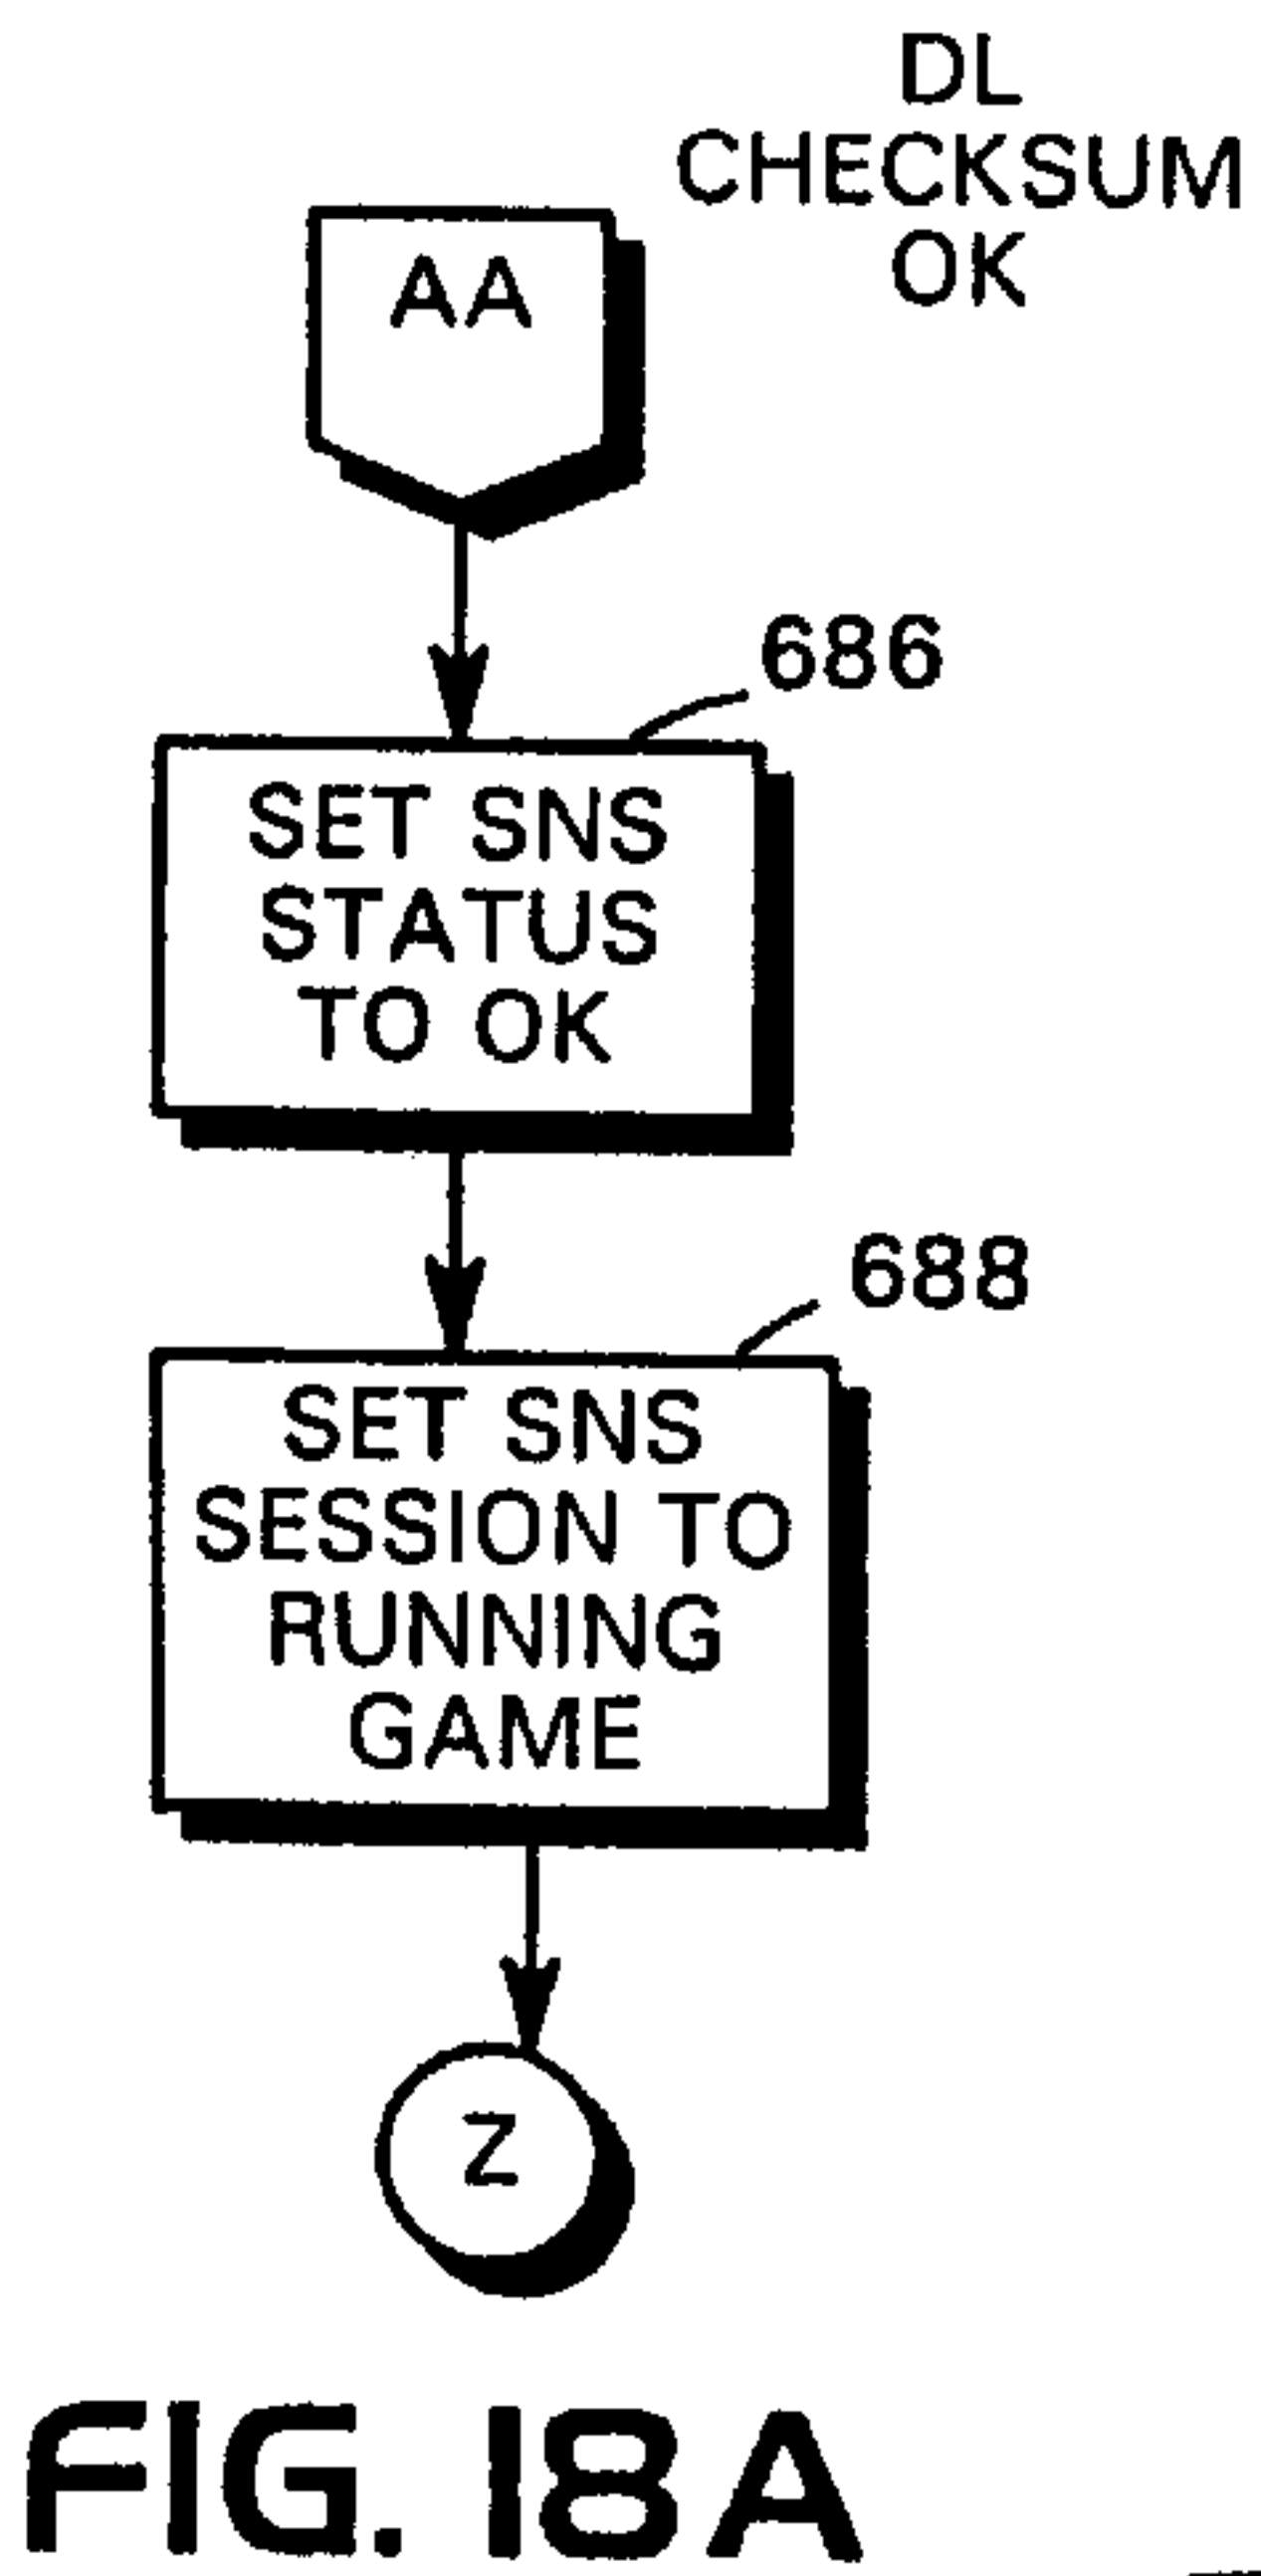 DL
CHECKSUM
OK
AA
686
SET SNS
STATUS
TO OK
688
SET SNS
SESSION TO
RUNNING
GAME
Z
FIG. 18A